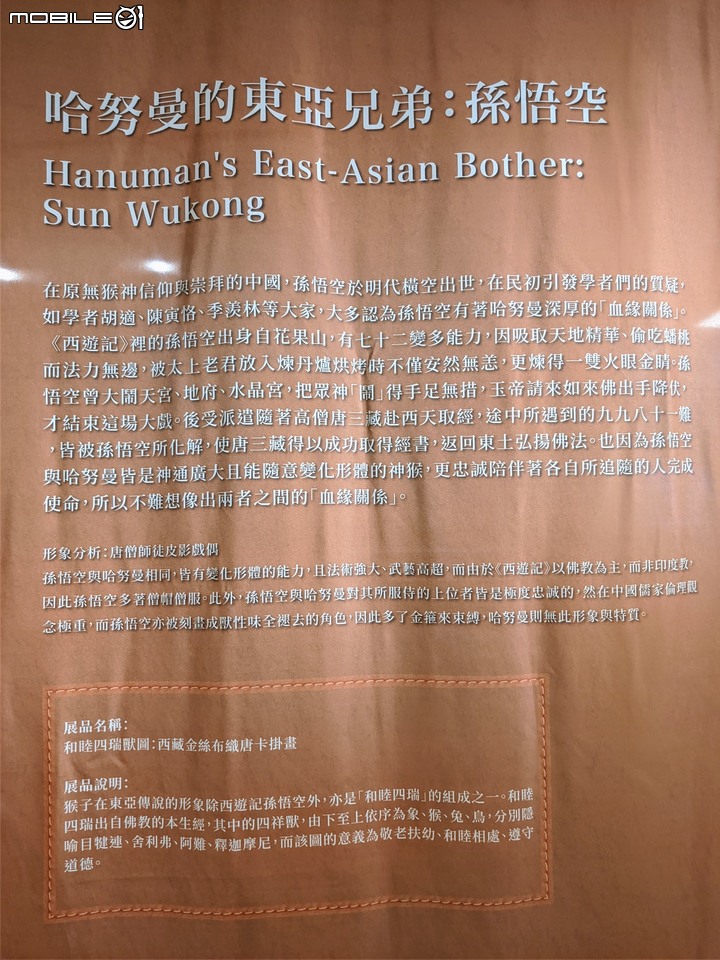 MOBILE01
哈努曼的東亞兄弟：孫悟空
Hanuman's East-Asian Bother:
Sun Wukong
在原無猴神信仰與崇拜的中國，孫悟空於明代橫空出世，在民初引發學者們的質疑，
如學者胡適、陳寅恪、季羨林等大家，大多認為孫悟空有著哈努曼深厚的「血緣關係」。
《西遊記》裡的孫悟空出身自花果山，有七十二變多能力，因吸取天地精華、偷吃蟠桃
而法力無邊，被太上老君放入煉丹爐烘烤時不僅安然無恙，更煉得一雙火眼金睛。孫
悟空曾大鬧天宮、地府、水晶宮，把眾神「鬧」得手足無措，玉帝請來如來佛出手降伏，
才結束這場大戲。後受派遣隨著高僧唐三藏赴西天取經，途中所遇到的九九八十一難
，皆被孫悟空所化解，使唐三藏得以成功取得經書，返回東土弘揚佛法。也因為孫悟空
與哈努曼皆是神通廣大且能隨意變化形體的神猴，更忠誠陪伴著各自所追隨的人完成
使命，所以不難想像出兩者之間的「血緣關係」。
形象分析：唐僧師徒皮影戲偶
孫悟空與哈努曼相同，皆有變化形體的能力，且法術強大、武藝高超，而由於《西遊記》以佛教為主，而非印度教，
因此孫悟空多著僧帽僧服。此外，孫悟空與哈努曼對其所服侍的上位者皆是極度忠誠的，然在中國儒家倫理觀
念極重，而孫悟空亦被刻畫成獸性味全褪去的角色，因此多了金箍來束縛，哈努曼則無此形象與特質。
展品名稱：
和睦四瑞獸圖：西藏金絲布織唐卡掛畫
展品說明：
猴子在東亞傳說的形象除西遊記孫悟空外，亦是「和睦四瑞」的組成之一。和睦
四瑞出自佛教的本生經，其中的四祥獸，由下至上依序為象、猴、兔、鳥，分別隱
喻目犍連、舍利弗、阿難、釋迦摩尼，而該圖的意義為敬老扶幼、和睦相處、遵守
道德。